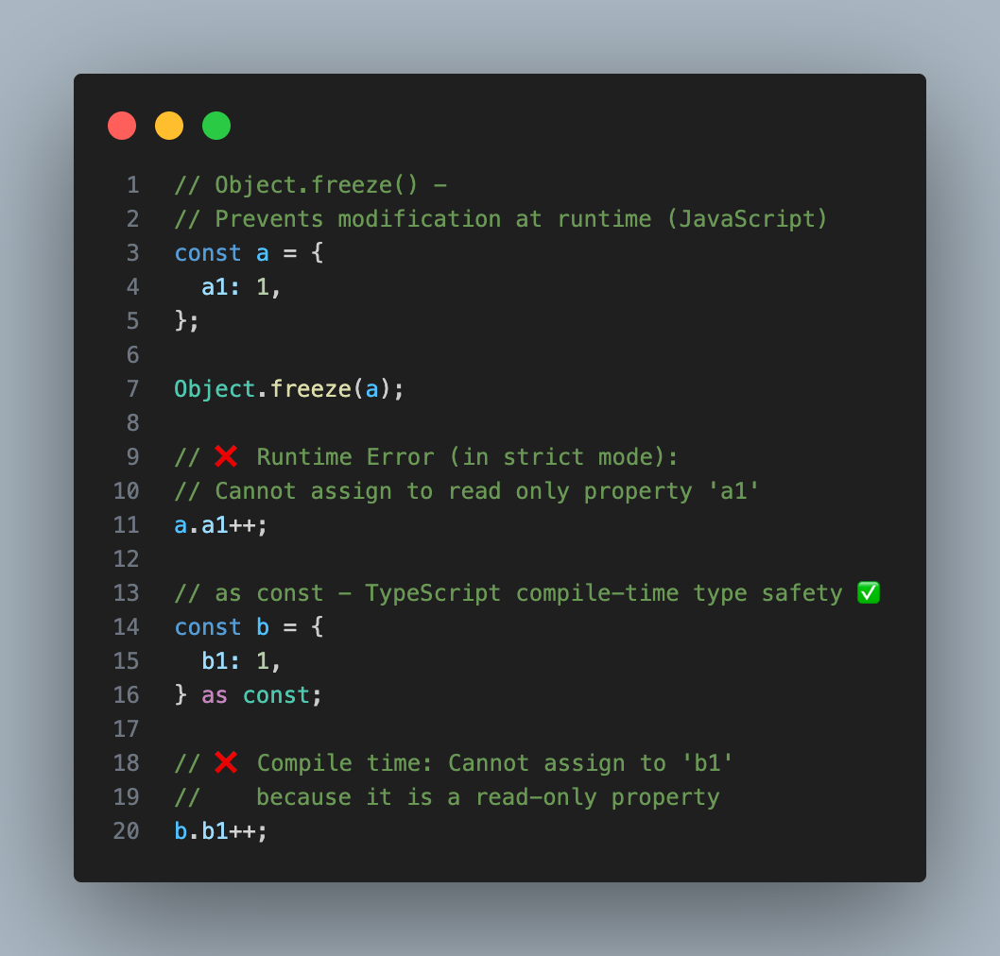 1 // Object.freeze() -
2 // Prevents modification at runtime (JavaScript)
3 const a = {
4   a1: 1,
5 };
6
7 Object.freeze(a);
8
9 // ❌ Runtime Error (in strict mode):
10 // Cannot assign to read only property 'a1'
11 a.a1++;
12
13 // as const - TypeScript compile-time type safety ✅
14 const b = {
15   b1: 1,
16 } as const;
17
18 // ❌ Compile time: Cannot assign to 'b1'
19 //    because it is a read-only property
20 b.b1++;